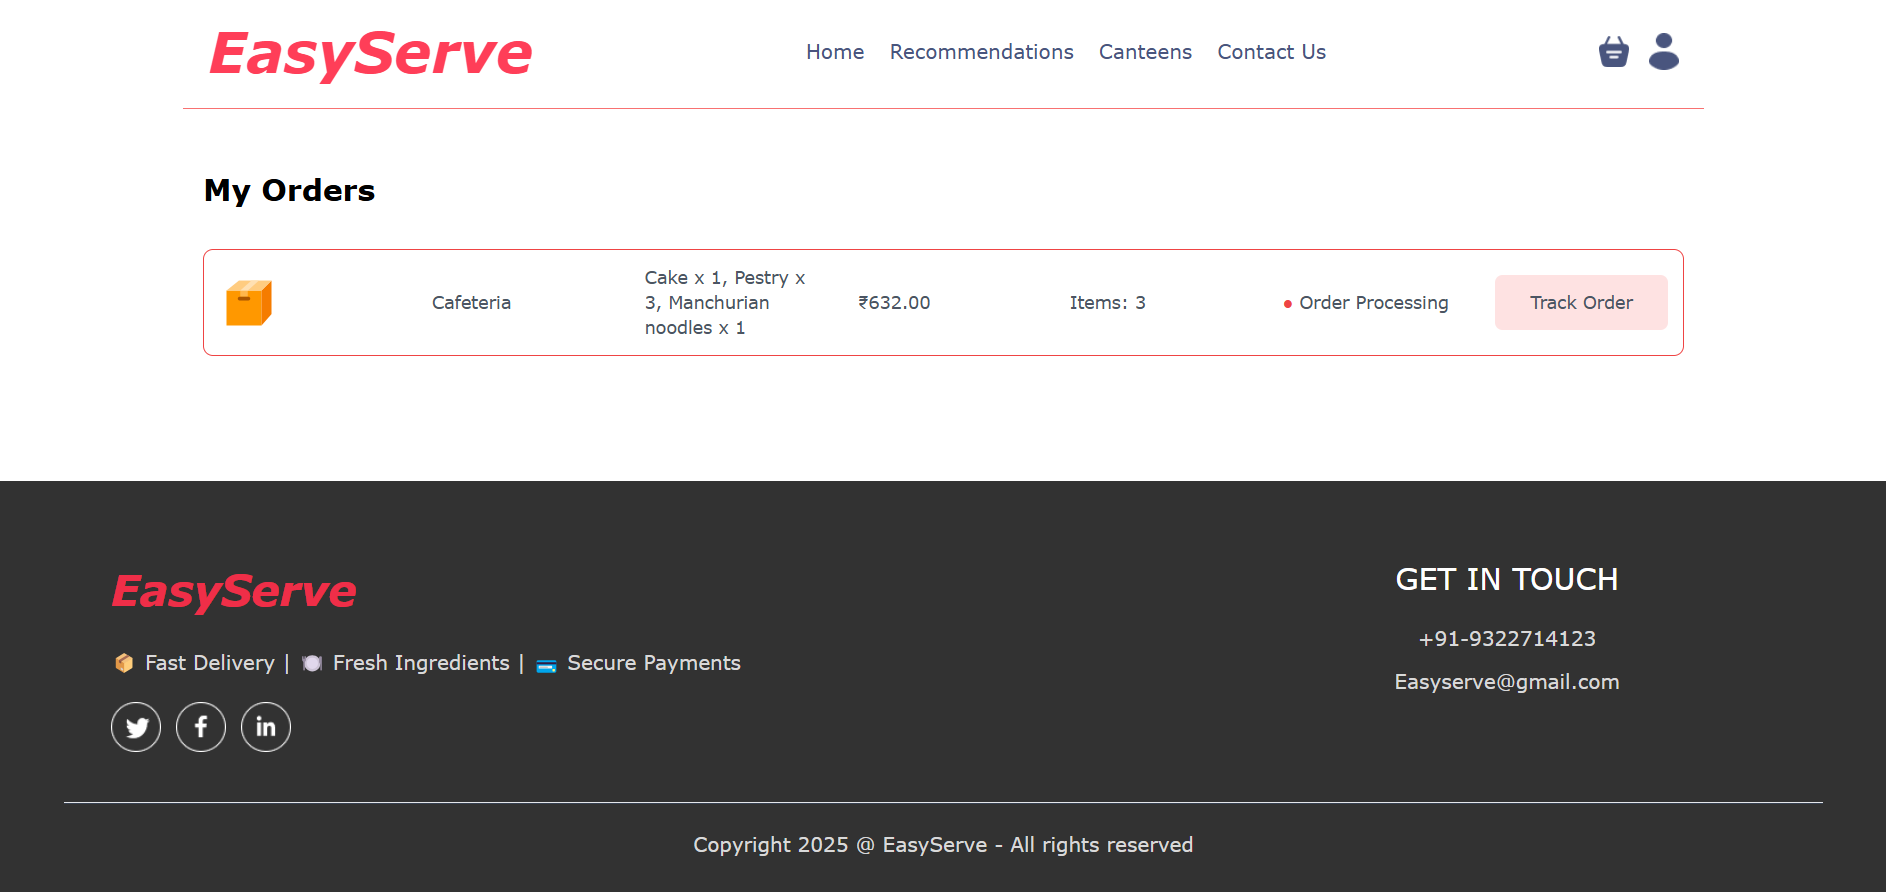 EasyServe
Home Recommendations Canteens Contact Us
My Orders
Cafeteria
Cake x 1, Pestry x
3, Manchurian
noodles x 1
₹632.00
Items: 3
Order Processing
Track Order
EasyServe
Fast Delivery | Fresh Ingredients | Secure Payments
GET IN TOUCH
+91-9322714123
Easyserve@gmail.com
Copyright 2025 @ EasyServe - All rights reserved